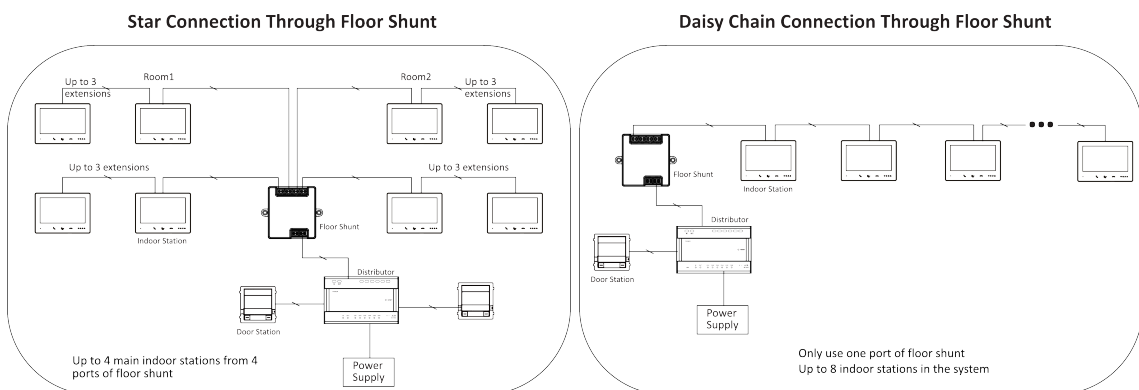 Star Connection Through Floor Shunt
Up to 3
extensions
Room1
Room2
Up to 3
extensions
Up to 3 extensions
Up to 3 extensions
Indoor Station
Floor Shunt
Distributor
Door Station
Power
Supply
Up to 4 main indoor stations from 4
ports of floor shunt
Daisy Chain Connection Through Floor Shunt
Floor Shunt
Indoor Station
Distributor
Door Station
Power
Supply
Only use one port of floor shunt
Up to 8 indoor stations in the system